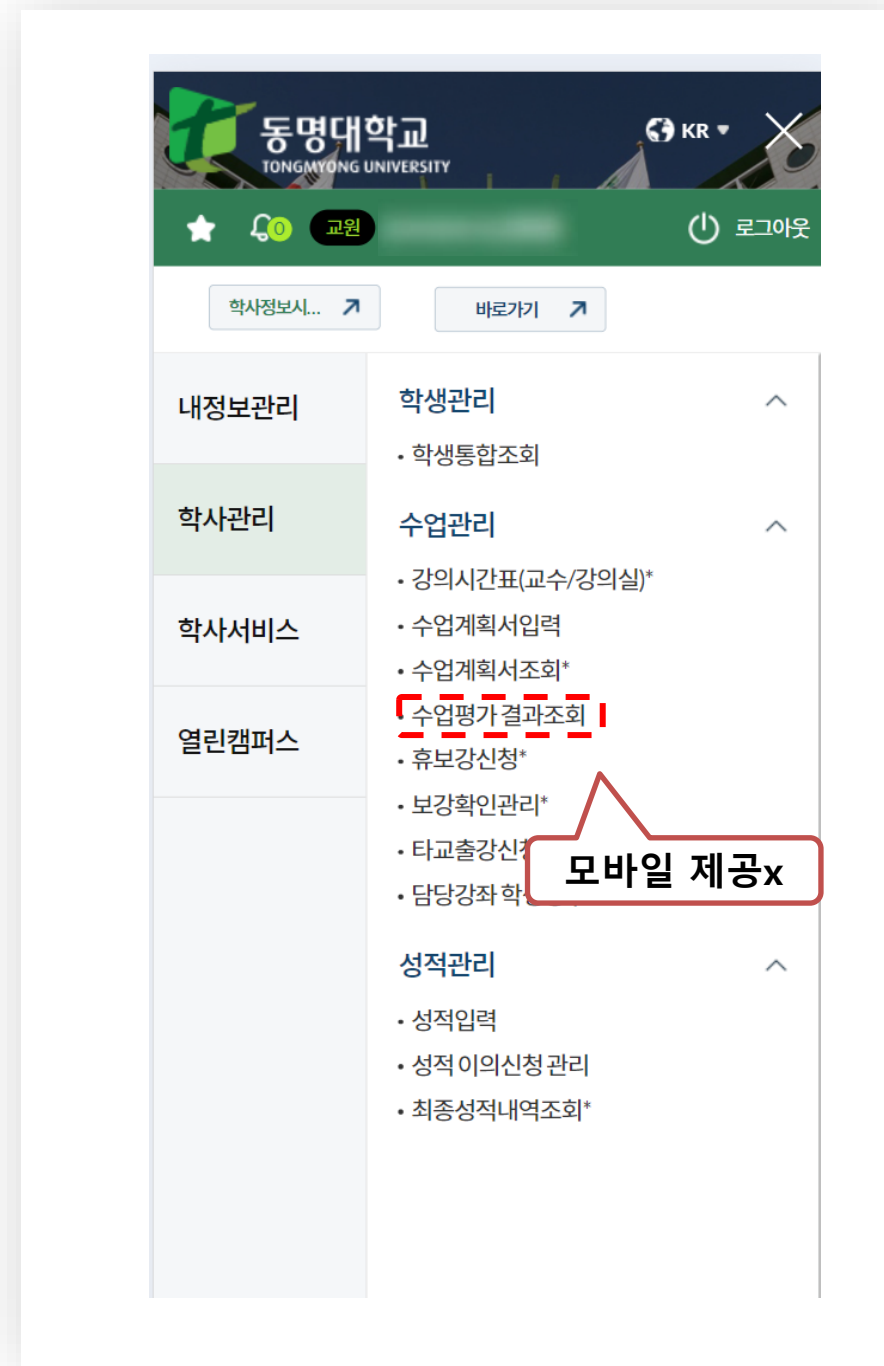 동명대학교
TONGMYONG UNIVERSITY
KR
0
교원
로그아웃
학사정보시...
바로가기
내정보관리
학사관리
학사서비스
열린캠퍼스
학생관리
• 학생통합조회
수업관리
• 강의시간표(교수/강의실)*
• 수업계획서입력
• 수업계획서조회*
• 수업평가 결과조회
• 휴보강신청*
• 보강확인관리*
• 타교출강신청
• 담당강좌
모바일 제공x
성적관리
• 성적입력
• 성적 이의신청 관리
• 최종성적내역조회*